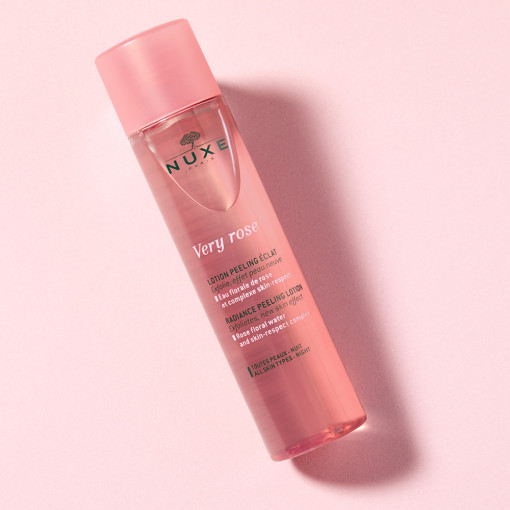 NUXE
PARIS
Very rose
LOTION PEELING ÉCLAT
Exfolie, effet peau neuve
Eau florale de rose
et complexe skin-respect
RADIANCE PEELING LOTION
Exfoliates, new skin effect
Rose floral water
and skin-respect complex
TOUTES PEAUX - NUIT
ALL SKIN TYPES - NIGHT